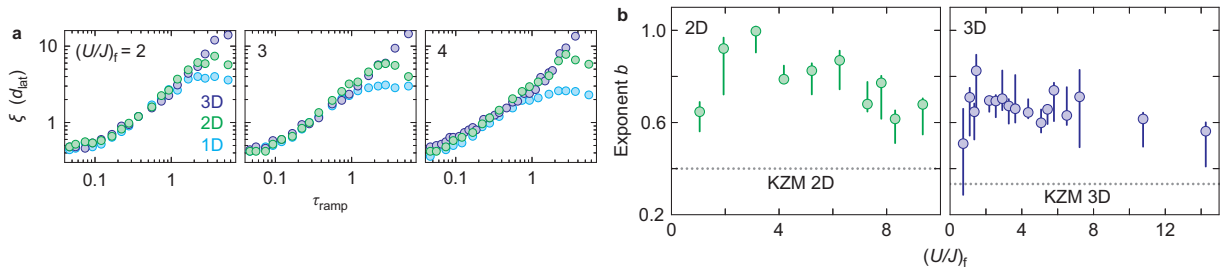 a
(U/J)f = 2
3
4
10
1
ξ (dlat)
3D
2D
1D
0.1 1 0.1 1 0.1 1
τramp
b
2D
3D
1.0
0.6
0.2
Exponent b
KZM 2D
KZM 3D
0 4 8 0 4 8 12
(U/J)f